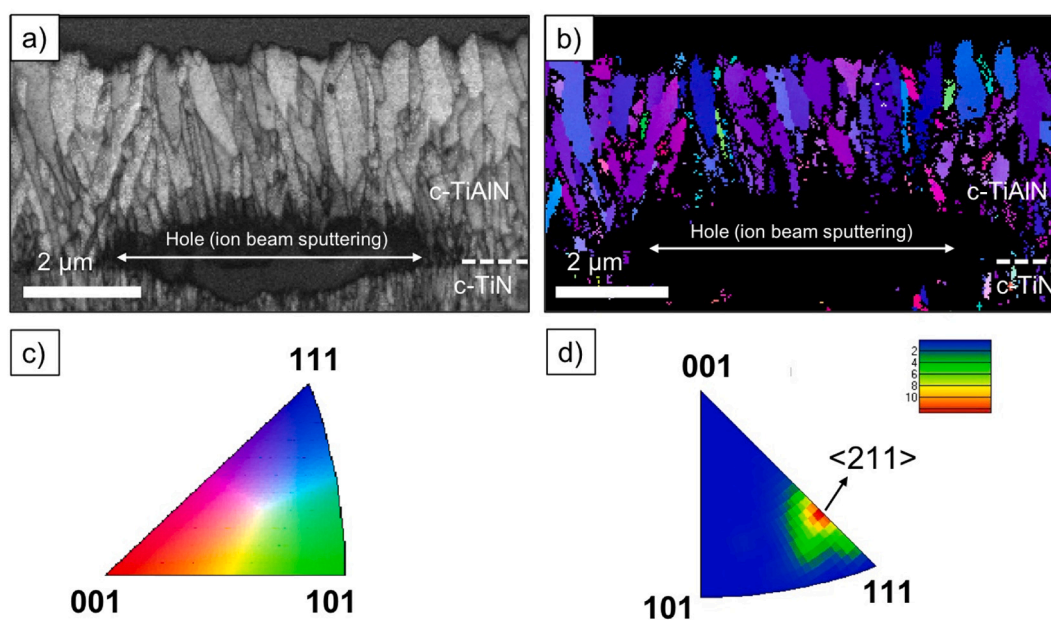 a)
c-TiAlN
Hole (ion beam sputtering)
2 µm
c-TiN
b)
c-TiAlN
Hole (ion beam sputtering)
2 µm
c-TiN
c)
111
001
101
d)
001
2
4
6
8
10
<211>
101
111